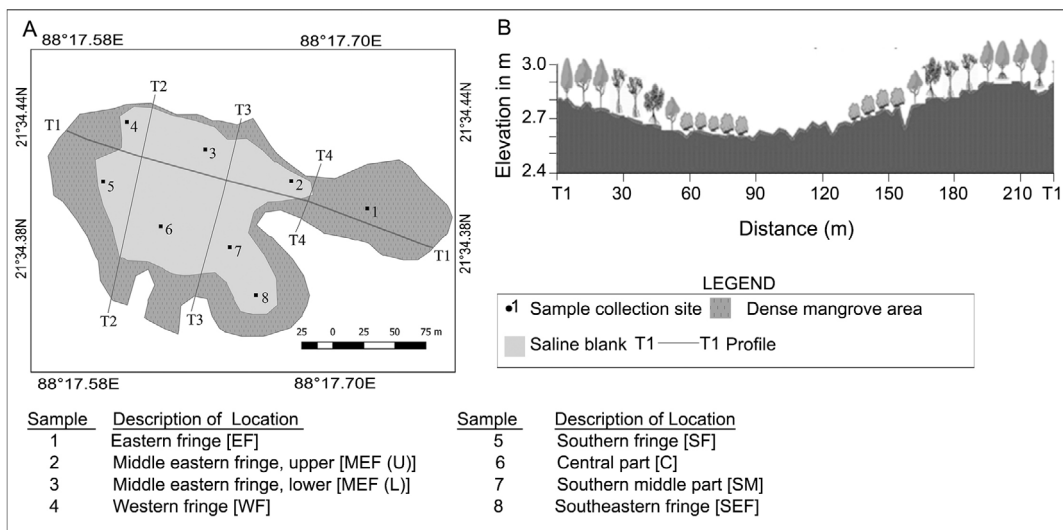 A
88°17.58E 88°17.70E
21°34.44N 21°34.44N
T2
T3
T1
4
3
T4
5
2
1
6
7
T4
T1
21°34.38N 21°34.38N
8
T2
T3
25 0 25 50 75 m
88°17.58E 88°17.70E
B
Elevation in m
3.0
2.7
2.4
T1 30 60 90 120 150 180 210 T1
Distance (m)
LEGEND
1 Sample collection site Dense mangrove area
Saline blank T1 T1 Profile
Sample Description of Location
1 Eastern fringe [EF]
2 Middle eastern fringe, upper [MEF (U)]
3 Middle eastern fringe, lower [MEF (L)]
4 Western fringe [WF]
Sample Description of Location
5 Southern fringe [SF]
6 Central part [C]
7 Southern middle part [SM]
8 Southeastern fringe [SEF]